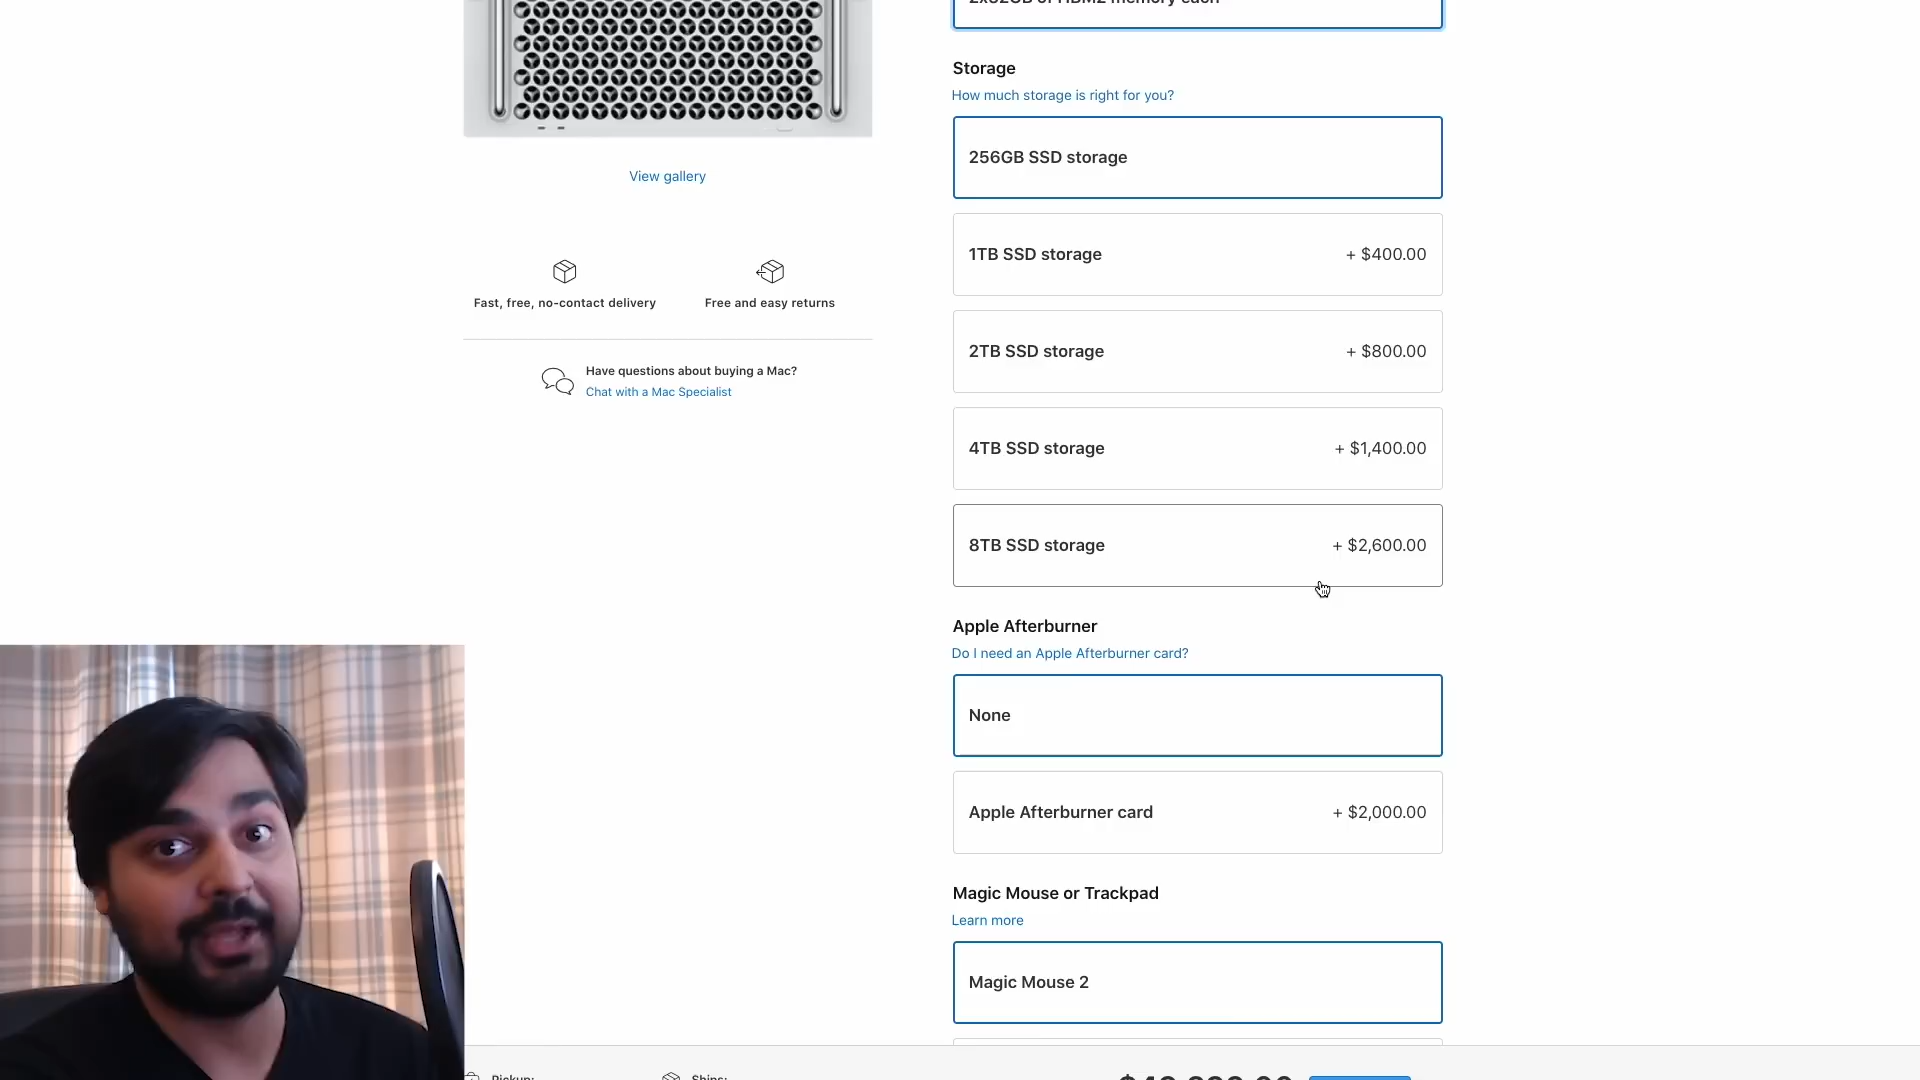 Storage
How much storage is right for you?
256GB SSD storage
1TB SSD storage + $400.00
2TB SSD storage + $800.00
4TB SSD storage + $1,400.00
8TB SSD storage + $2,600.00
View gallery
Fast, free, no-contact delivery
Free and easy returns
Have questions about buying a Mac?
Chat with a Mac Specialist
Apple Afterburner
Do I need an Apple Afterburner card?
None
Apple Afterburner card + $2,000.00
Magic Mouse or Trackpad
Learn more
Magic Mouse 2
Pickup:
Ships: